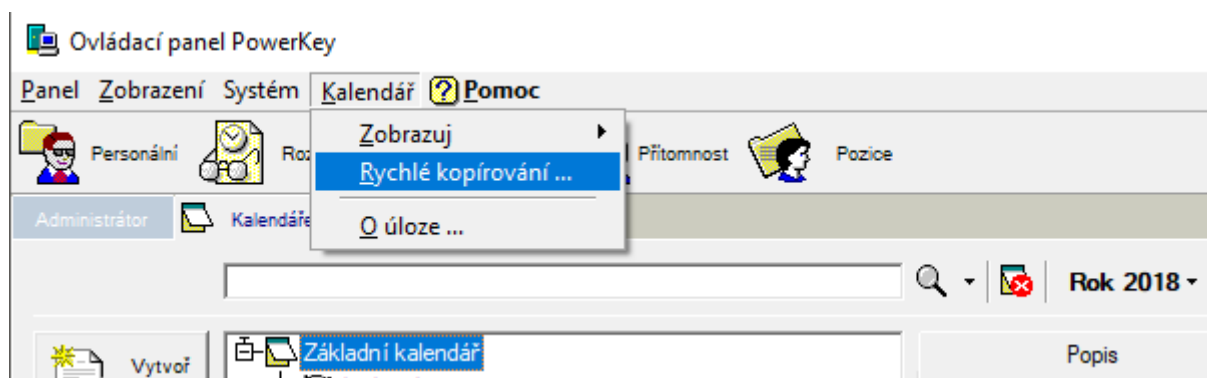 Ovládací panel PowerKey
Panel Zobrazení Systém Kalendář Pomoc
Zobrazuj
Rychlé kopírování ...
O úloze ...
Personální
Přítomnost Pozice
Administrátor Kalendáře
Rok 2018
Vytvoř
Základní kalendář
Popis